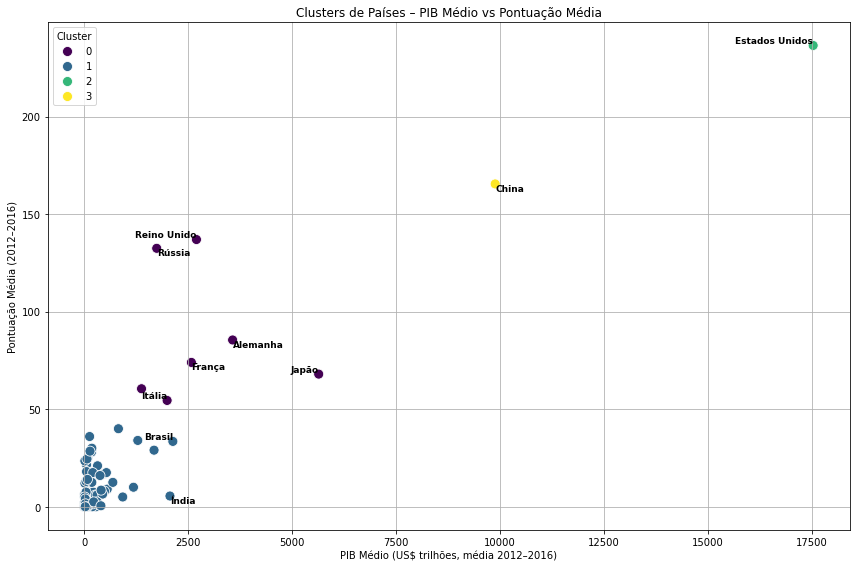 Clusters de Países – PIB Médio vs Pontuação Média
Cluster
0
1
2
3
Estados Unidos
China
Reino Unido
Rússia
Alemanha
França
Japão
Itália
Brasil
Índia
Pontuação Média (2012–2016)
200
150
100
50
0
0
2500
5000
7500
10000
12500
15000
17500
PIB Médio (US$ trilhões, média 2012–2016)